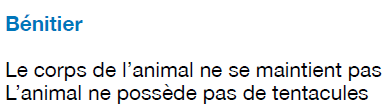 Bénitier
Le corps de l'animal ne se maintient pas
L'animal ne possède pas de tentacules